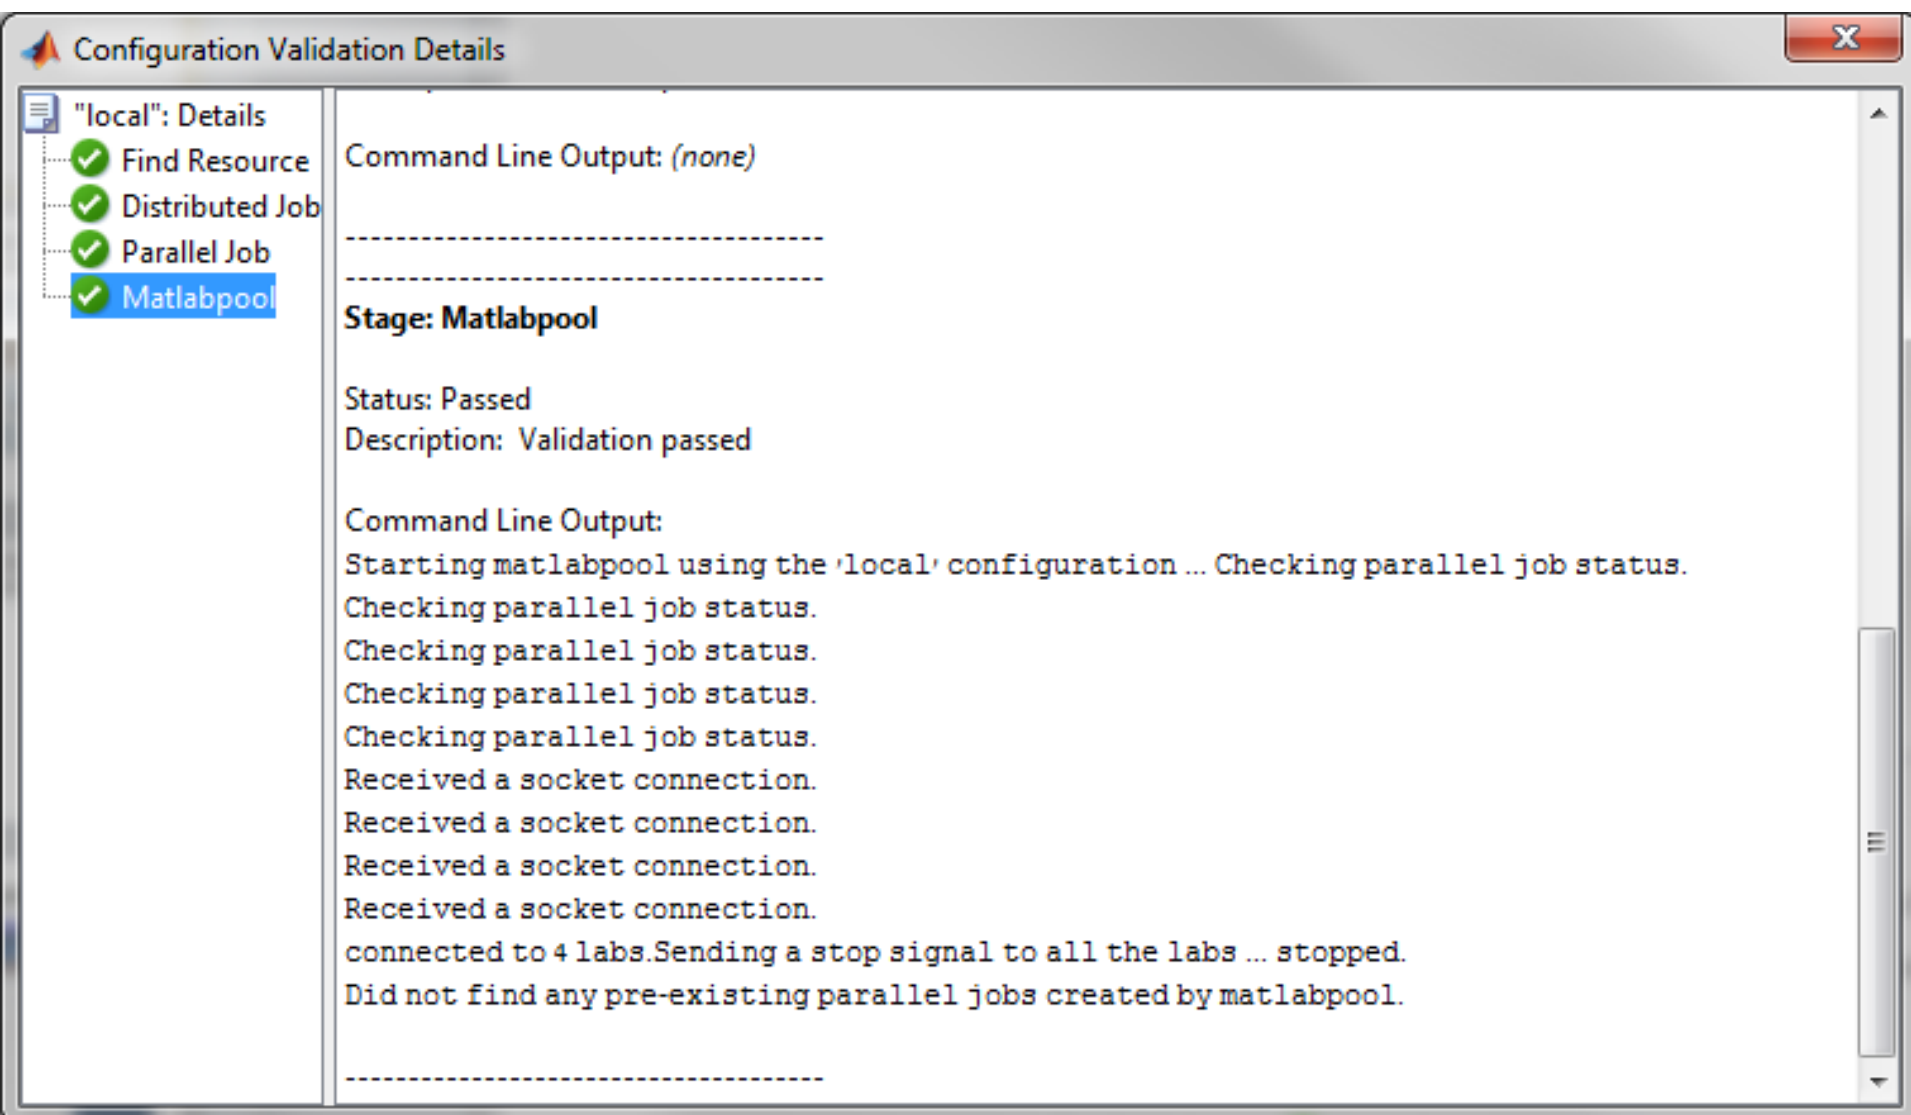 Configuration Validation Details
"local": Details
Find Resource
Distributed Job
Parallel Job
Matlabpool
Command Line Output: (none)
--------------------------------------
--------------------------------------
Stage: Matlabpool
Status: Passed
Description:  Validation passed
Command Line Output:
Starting matlabpool using the 'local' configuration ... Checking parallel job status.
Checking parallel job status.
Checking parallel job status.
Checking parallel job status.
Checking parallel job status.
Received a socket connection.
Received a socket connection.
Received a socket connection.
Received a socket connection.
connected to 4 labs.Sending a stop signal to all the labs ... stopped.
Did not find any pre-existing parallel jobs created by matlabpool.
--------------------------------------